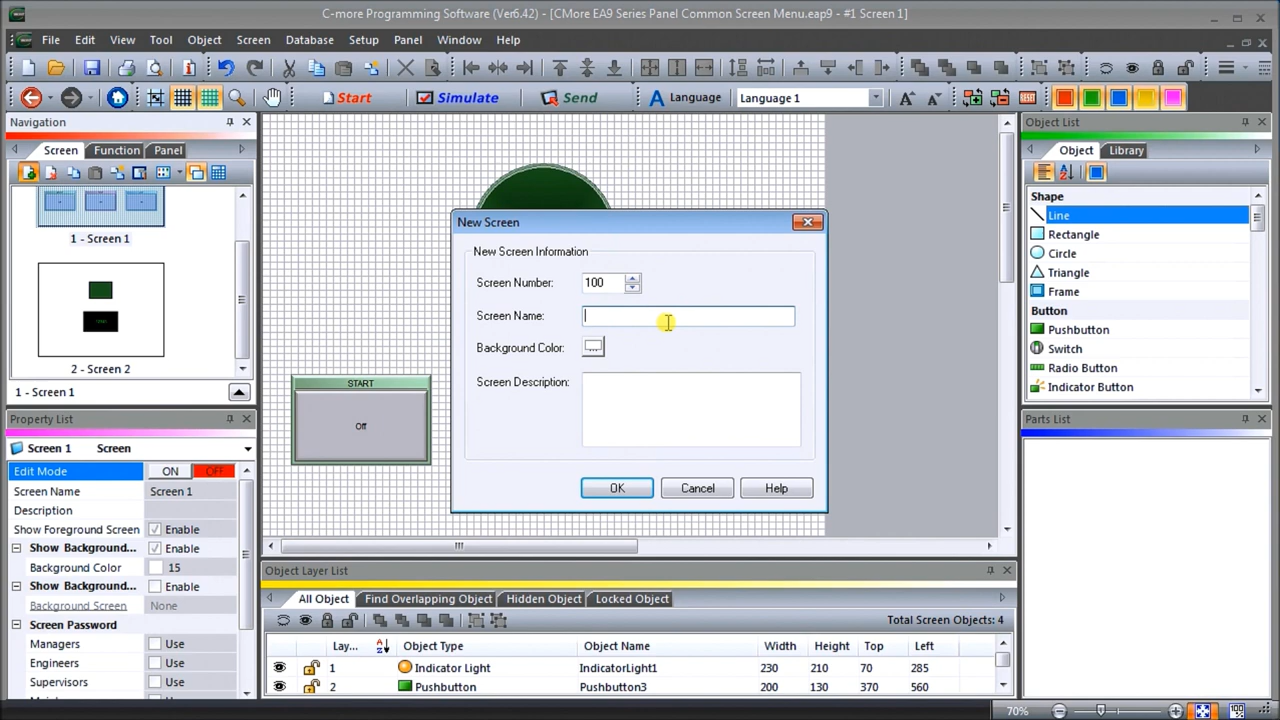 C-more Programming Software (Ver6.42) - [CMore EA9 Series Panel Common Screen Menu.eap9 - #1 Screen 1]
File Edit View Tool Object Screen Database Setup Panel Window Help
Start Simulate Send Language Language 1
Navigation
Screen Function Panel
1 - Screen 1
2 - Screen 2
1 - Screen 1
Property List
Screen 1 Screen
Edit Mode ON OFF
Screen Name Screen 1
Description
Show Foreground Screen Enable
Show Background... Enable
Background Color 15
Show Background... Enable
Background Screen None
Screen Password
Managers Use
Engineers Use
Supervisors Use
START
Off
New Screen
New Screen Information
Screen Number: 100
Screen Name:
Background Color:
Screen Description:
OK Cancel Help
Object Layer List
All Object Find Overlapping Object Hidden Object Locked Object
Total Screen Objects: 4
Lay... Object Type Object Name Width Height Top Left
1 Indicator Light IndicatorLight1 230 210 70 285
2 Pushbutton Pushbutton3 200 130 370 560
Object List
Object Library
Shape
Line
Rectangle
Circle
Triangle
Frame
Button
Pushbutton
Switch
Radio Button
Indicator Button
Parts List
70%